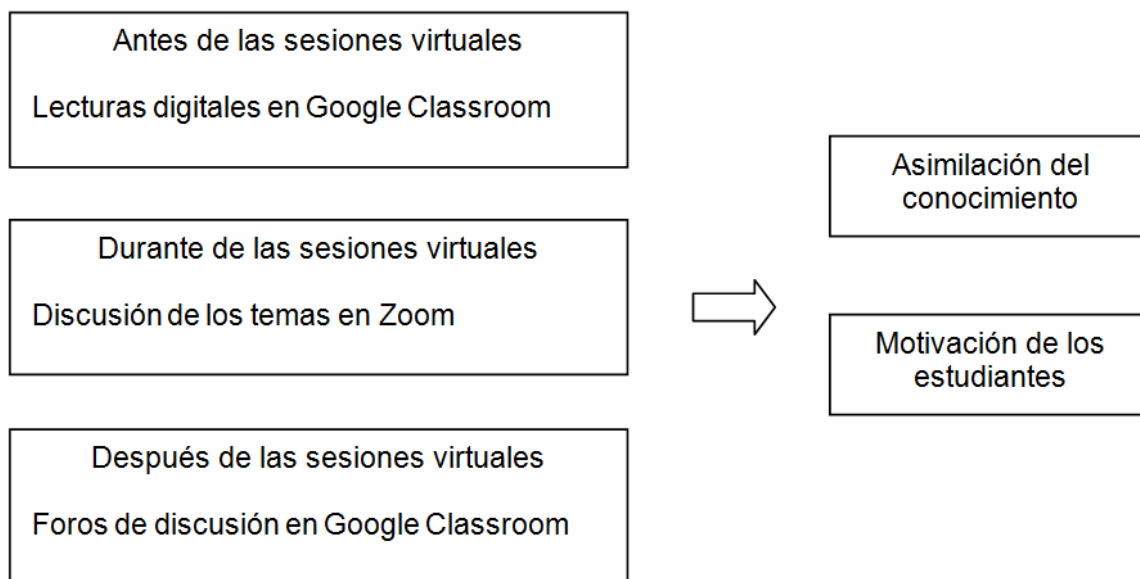 Antes de las sesiones virtuales
Lecturas digitales en Google Classroom
Durante de las sesiones virtuales
Discusión de los temas en Zoom
Después de las sesiones virtuales
Foros de discusión en Google Classroom
Asimilación del
conocimiento
Motivación de los
estudiantes